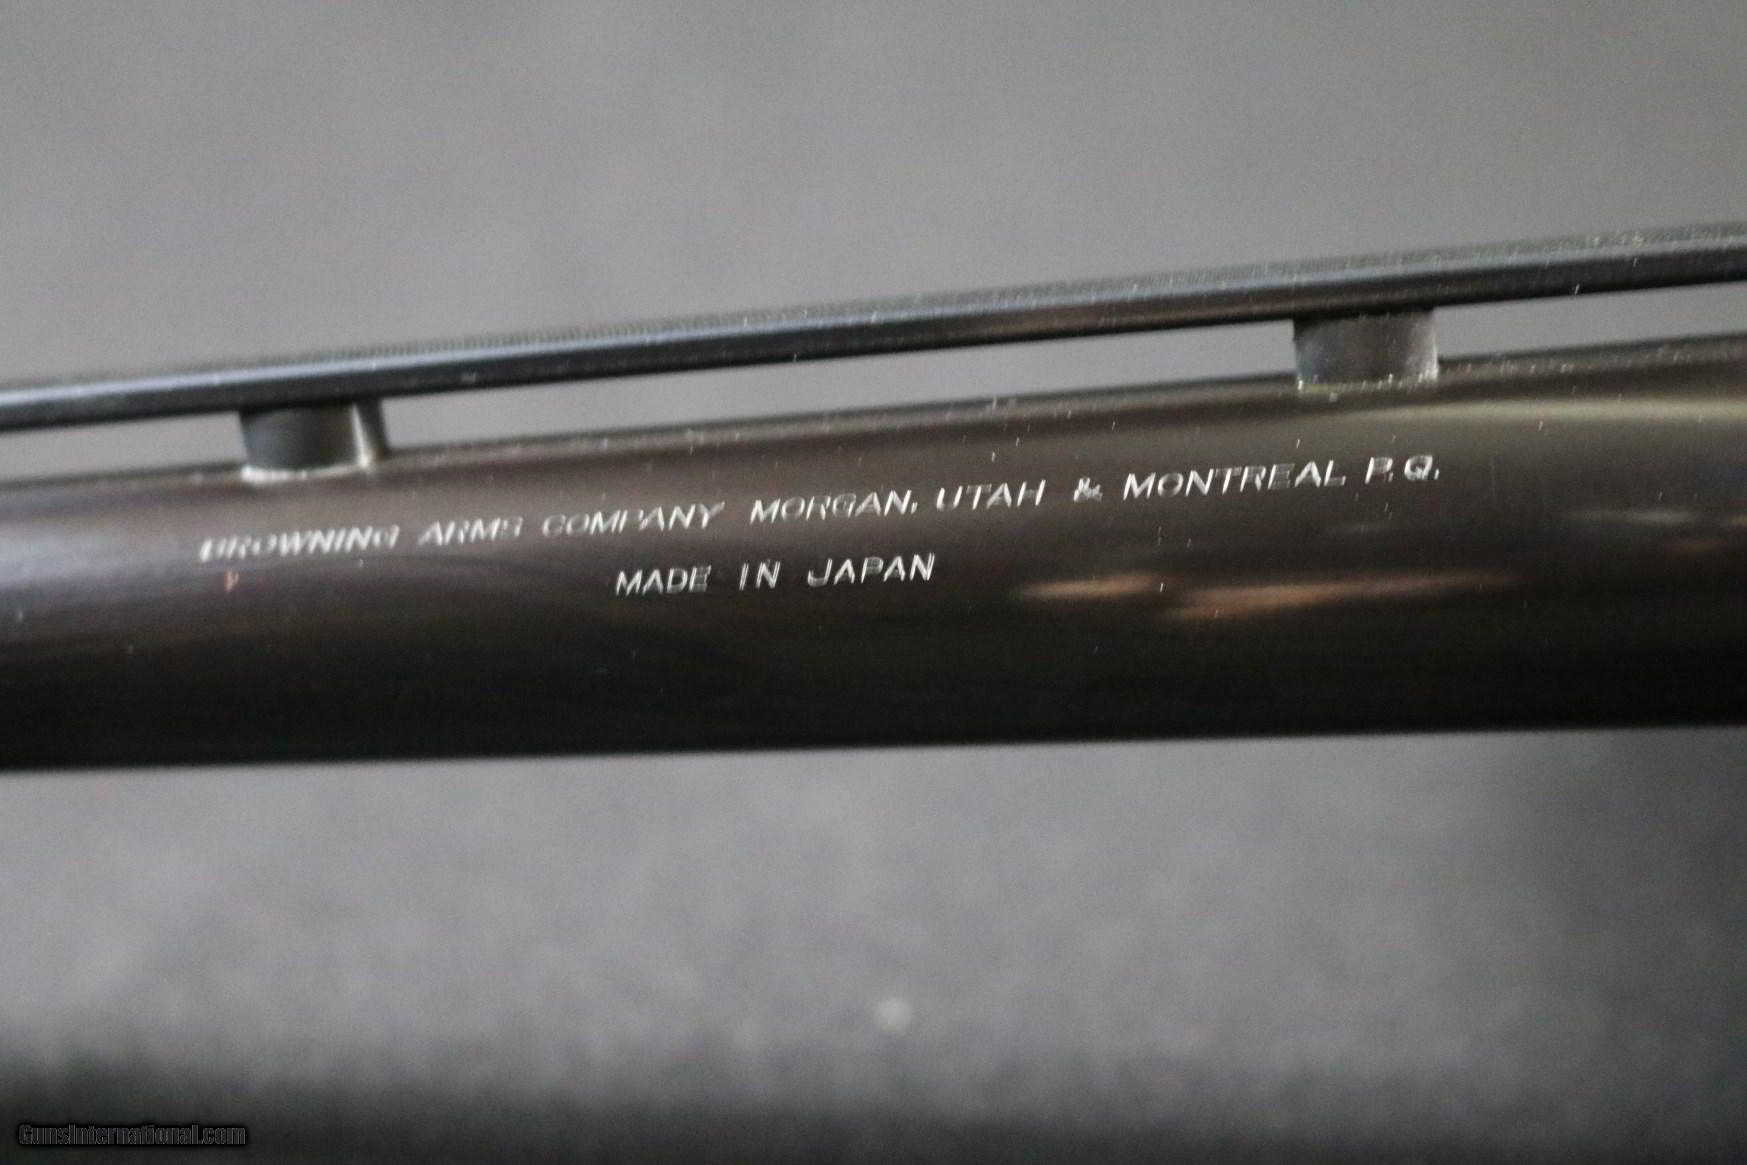 BROWNING ARMS COMPANY MORGAN, UTAH & MONTREAL P.Q.
MADE IN JAPAN
GunsInternational.com